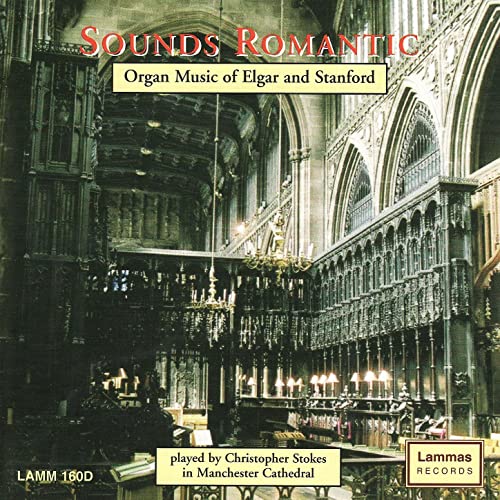 SOUNDS ROMANTIC
Organ Music of Elgar and Stanford
played by Christopher Stokes
in Manchester Cathedral
LAMM 160D
Lammas
RECORDS